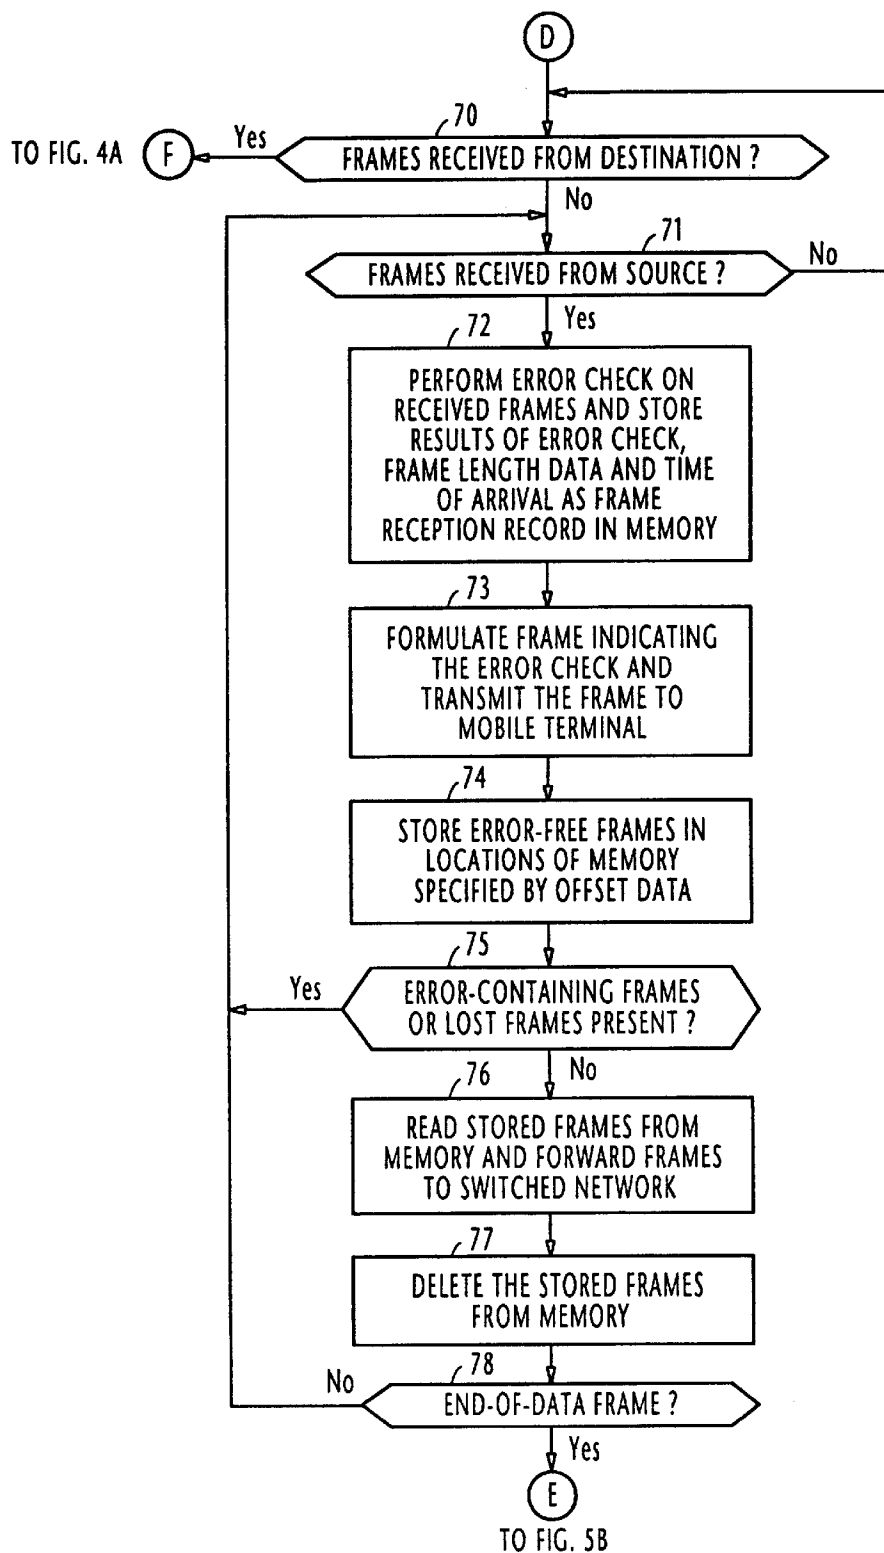 D
70
TO FIG. 4A
F
Yes
FRAMES RECEIVED FROM DESTINATION ?
No
71
FRAMES RECEIVED FROM SOURCE ?
No
Yes
72
PERFORM ERROR CHECK ON
RECEIVED FRAMES AND STORE
RESULTS OF ERROR CHECK,
FRAME LENGTH DATA AND TIME
OF ARRIVAL AS FRAME
RECEPTION RECORD IN MEMORY
73
FORMULATE FRAME INDICATING
THE ERROR CHECK AND
TRANSMIT THE FRAME TO
MOBILE TERMINAL
74
STORE ERROR-FREE FRAMES IN
LOCATIONS OF MEMORY
SPECIFIED BY OFFSET DATA
75
Yes
ERROR-CONTAINING FRAMES
OR LOST FRAMES PRESENT ?
No
76
READ STORED FRAMES FROM
MEMORY AND FORWARD FRAMES
TO SWITCHED NETWORK
77
DELETE THE STORED FRAMES
FROM MEMORY
78
No
END-OF-DATA FRAME ?
Yes
E
TO FIG. 5B